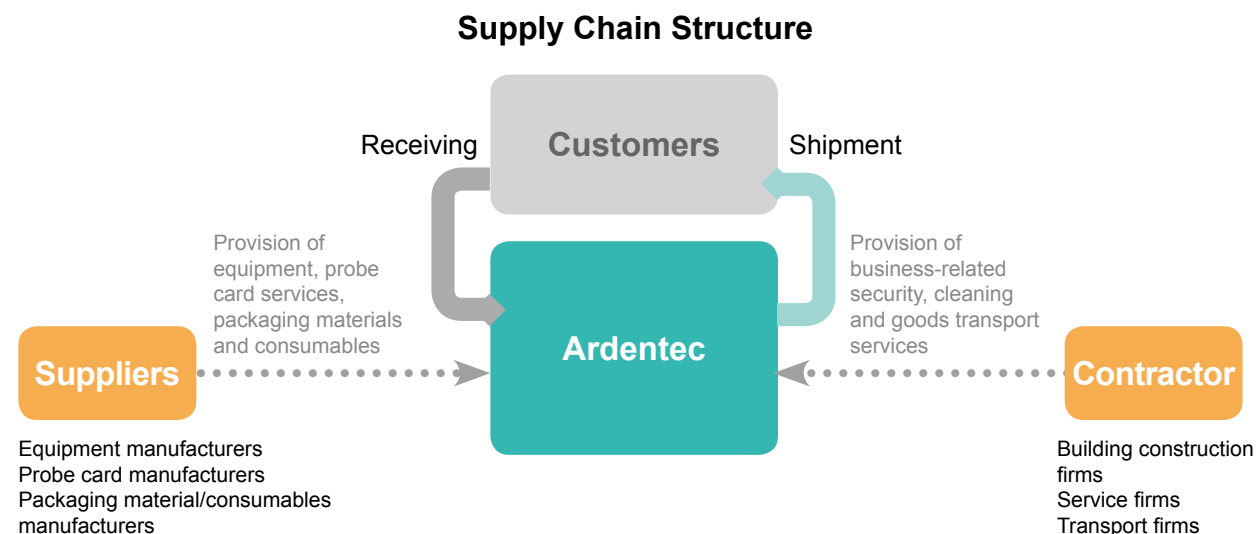 Supply Chain Structure
Receiving
Customers
Shipment
Provision of
equipment, probe
card services,
packaging materials
and consumables
Provision of
business-related
security, cleaning
and goods transport
services
Ardentec
Suppliers
Contractor
Equipment manufacturers
Probe card manufacturers
Packaging material/consumables
manufacturers
Building construction
firms
Service firms
Transport firms